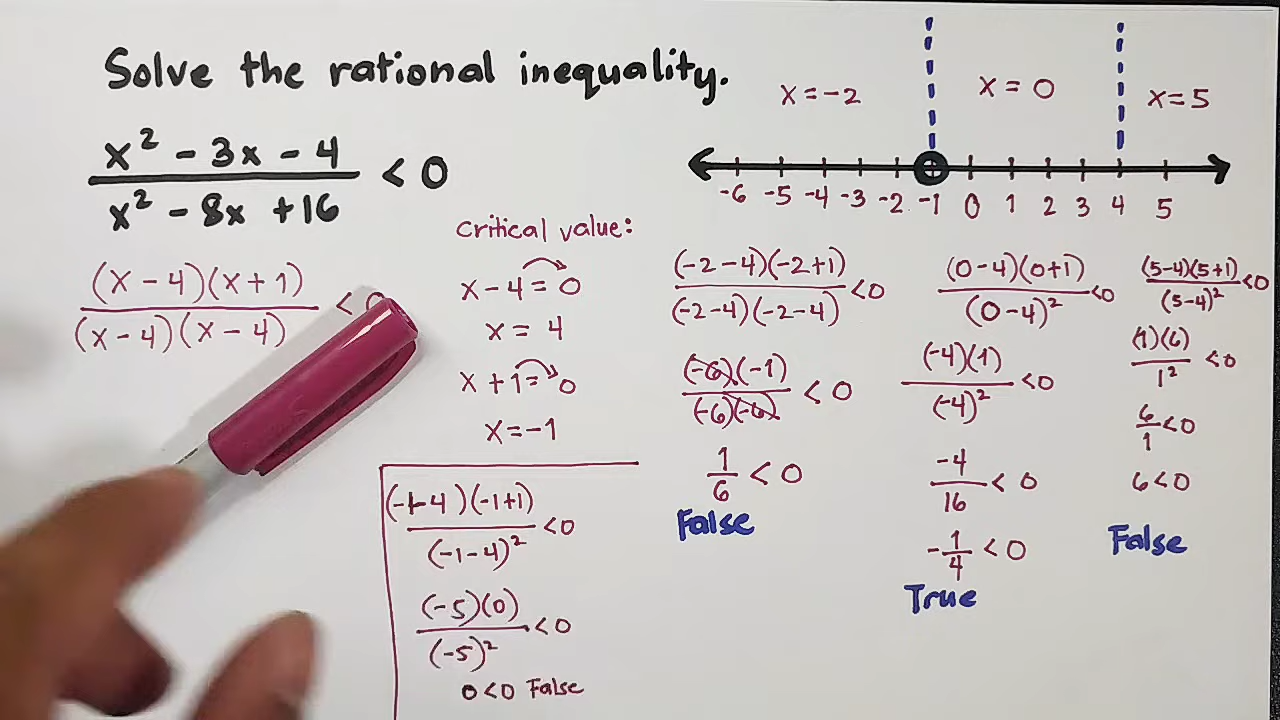 Solve the rational inequality.
x² - 3x - 4 / x² - 8x + 16 < 0
(x - 4)(x + 1) / (x - 4)(x - 4) < 0
Critical value:
x - 4 = 0
x = 4
x + 1 = 0
x = -1
(-1-4)(-1+1) / (-1-4)² < 0
(-5)(0) / (-5)² < 0
0 < 0 False
x = -2
x = 0
x = 5
-6 -5 -4 -3 -2 -1 0 1 2 3 4 5
(-2-4)(-2+1) / (-2-4)(-2-4) < 0
(-6)(-1) / (-6)(-6) < 0
1/6 < 0
False
(0-4)(0+1) / (0-4)² < 0
(-4)(1) / (-4)² < 0
-4/16 < 0
-1/4 < 0
True
(5-4)(5+1) / (5-4)² < 0
(1)(6) / 1² < 0
6/1 < 0
6 < 0
False